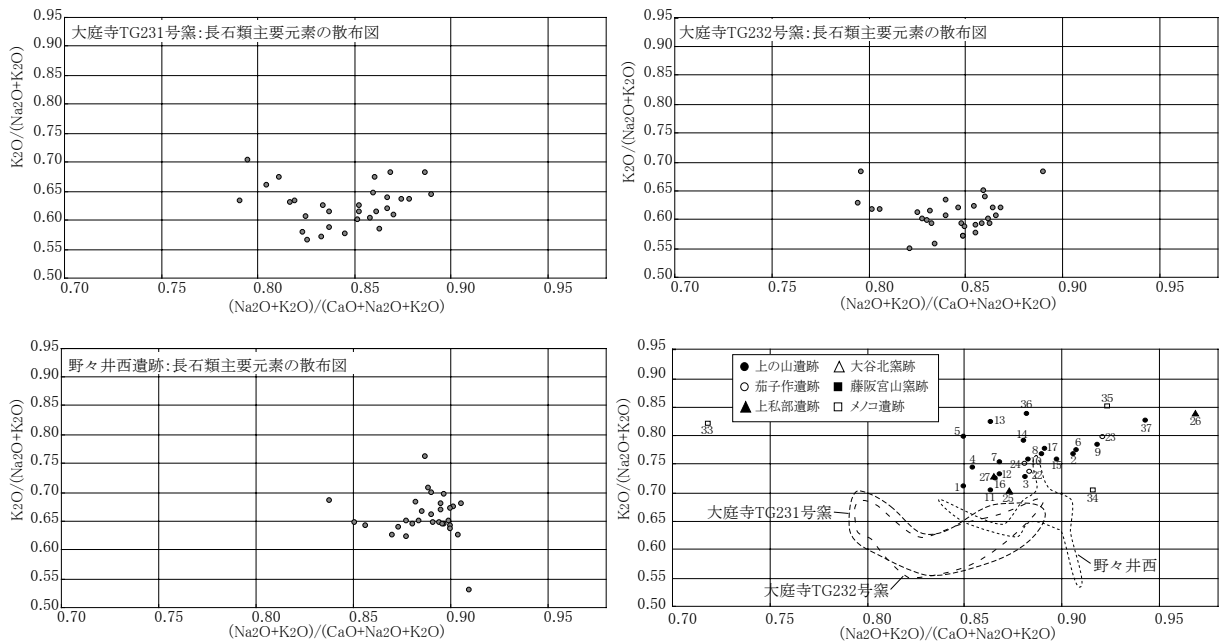 大庭寺TG231号窯:長石類主要元素の散布図
K2O/(Na2O+K2O)
0.95
0.90
0.85
0.80
0.75
0.70
0.65
0.60
0.55
0.50
0.70 0.75 0.80 0.85 0.90 0.95
(Na2O+K2O)/(CaO+Na2O+K2O)
大庭寺TG232号窯:長石類主要元素の散布図
K2O/(Na2O+K2O)
0.95
0.90
0.85
0.80
0.75
0.70
0.65
0.60
0.55
0.50
0.70 0.75 0.80 0.85 0.90 0.95
(Na2O+K2O)/(CaO+Na2O+K2O)
野々井西遺跡:長石類主要元素の散布図
K2O/(Na2O+K2O)
0.95
0.90
0.85
0.80
0.75
0.70
0.65
0.60
0.55
0.50
0.70 0.75 0.80 0.85 0.90 0.95
(Na2O+K2O)/(CaO+Na2O+K2O)
K2O/(Na2O+K2O)
0.95
0.90
0.85
0.80
0.75
0.70
0.65
0.60
0.55
0.50
上の山遺跡 大谷北窯跡
茄子作遺跡 藤阪宮山窯跡
上私部遺跡 メノコ遺跡
35
36
33 13 37 26
5 14 17 6 23
8 9
4 7 24 10 2
15
27 12 22
16 3
1 11 25 34
大庭寺TG231号窯
野々井西
大庭寺TG232号窯
0.70 0.75 0.80 0.85 0.90 0.95
(Na2O+K2O)/(CaO+Na2O+K2O)